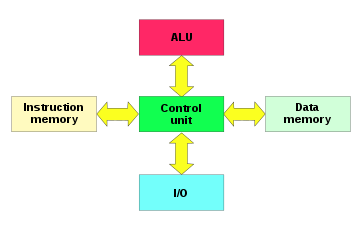 ALU
Instruction
memory
Control
unit
Data
memory
I/O